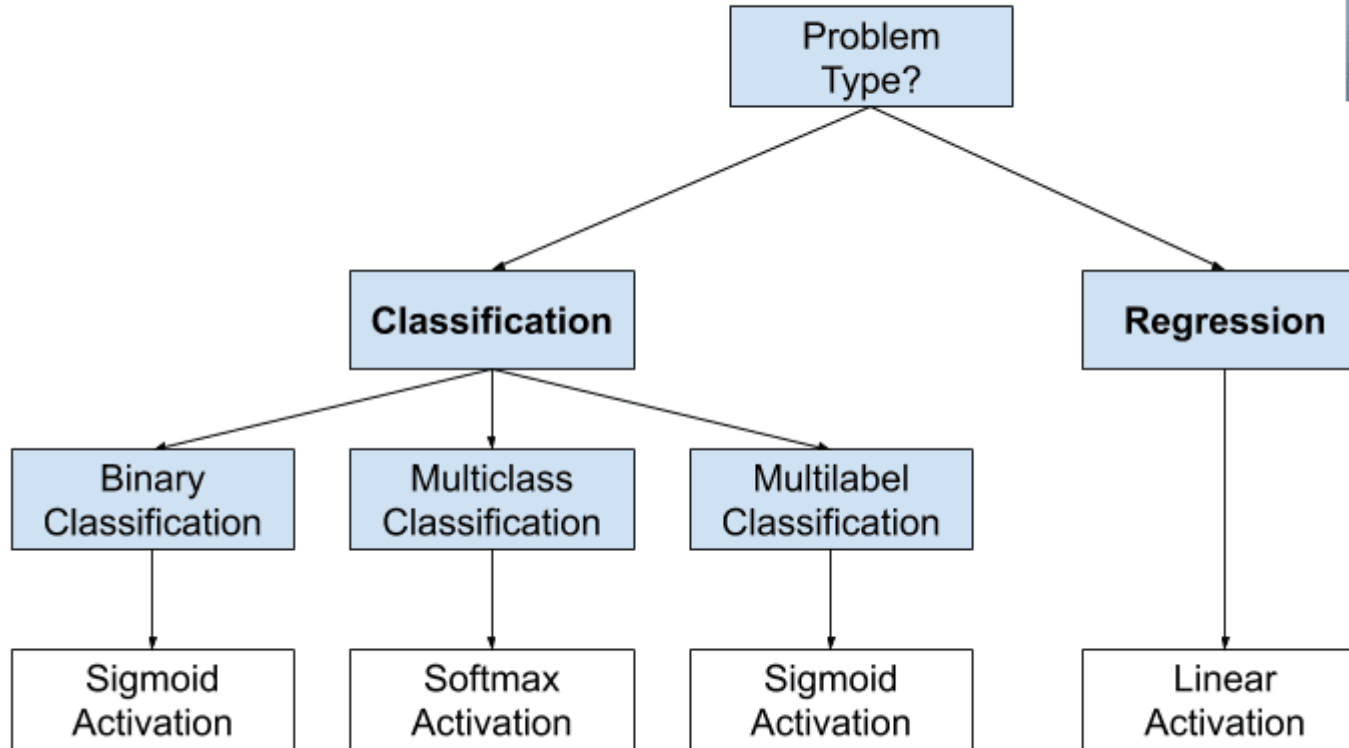 Problem
Type?
Classification
Regression
Binary
Classification
Multiclass
Classification
Multilabel
Classification
Sigmoid
Activation
Softmax
Activation
Sigmoid
Activation
Linear
Activation